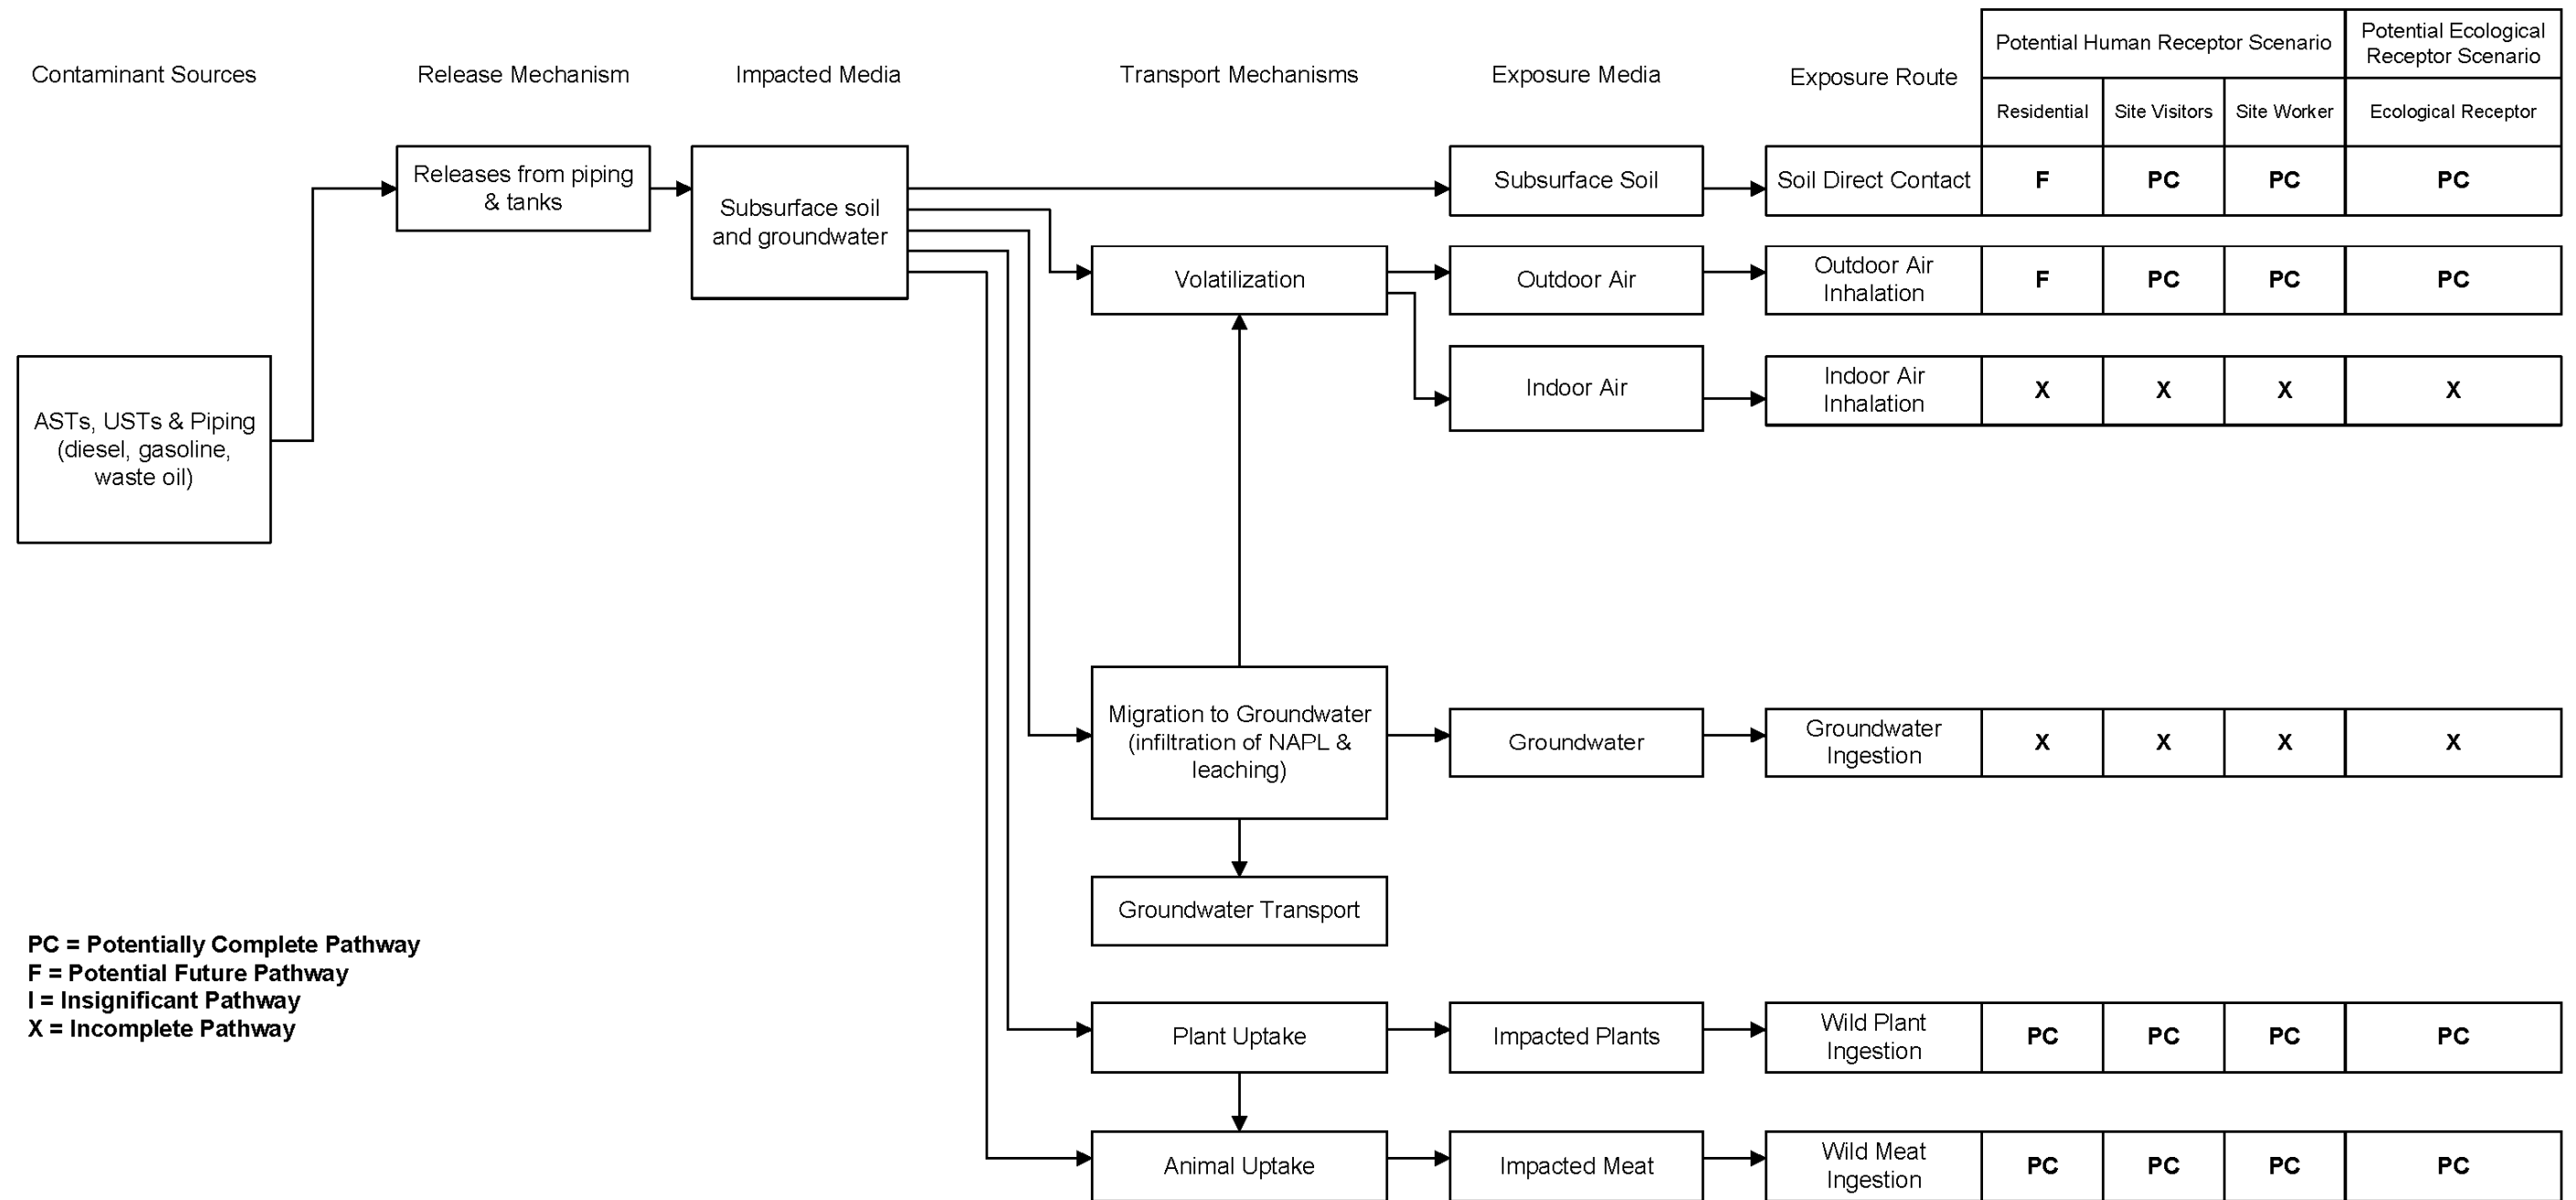 Contaminant Sources
Release Mechanism
Impacted Media
Transport Mechanisms
Exposure Media
Exposure Route
Potential Human Receptor Scenario
Potential Ecological
Receptor Scenario
Residential
Site Visitors
Site Worker
Ecological Receptor
ASTs, USTs & Piping
(diesel, gasoline,
waste oil)
Releases from piping
& tanks
Subsurface soil
and groundwater
Subsurface Soil
Soil Direct Contact
F
PC
PC
PC
Volatilization
Outdoor Air
Outdoor Air
Inhalation
F
PC
PC
PC
Indoor Air
Indoor Air
Inhalation
X
X
X
X
Migration to Groundwater
(infiltration of NAPL &
leaching)
Groundwater
Groundwater
Ingestion
X
X
X
X
Groundwater Transport
Plant Uptake
Impacted Plants
Wild Plant
Ingestion
PC
PC
PC
PC
Animal Uptake
Impacted Meat
Wild Meat
Ingestion
PC
PC
PC
PC
PC = Potentially Complete Pathway
F = Potential Future Pathway
I = Insignificant Pathway
X = Incomplete Pathway